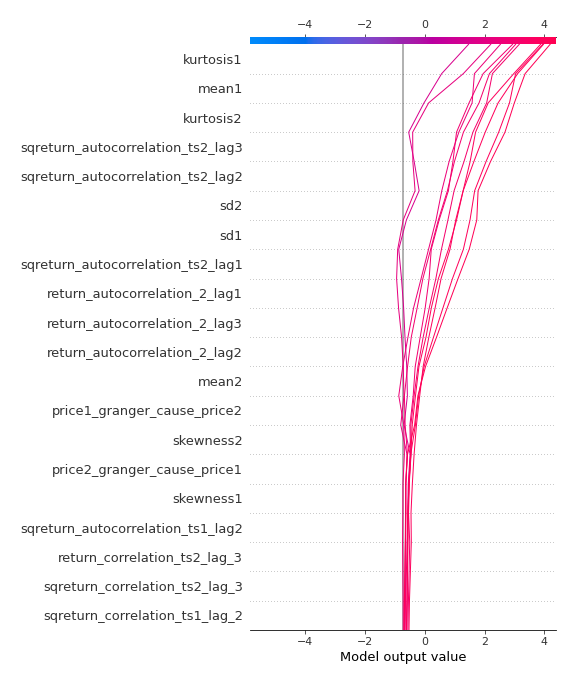 −4 −2 0 2 4
kurtosis1
mean1
kurtosis2
sqreturn_autocorrelation_ts2_lag3
sqreturn_autocorrelation_ts2_lag2
sd2
sd1
sqreturn_autocorrelation_ts2_lag1
return_autocorrelation_2_lag1
return_autocorrelation_2_lag3
return_autocorrelation_2_lag2
mean2
price1_granger_cause_price2
skewness2
price2_granger_cause_price1
skewness1
sqreturn_autocorrelation_ts1_lag2
return_correlation_ts2_lag_3
sqreturn_correlation_ts2_lag_3
sqreturn_correlation_ts1_lag_2
−4 −2 0 2 4
Model output value